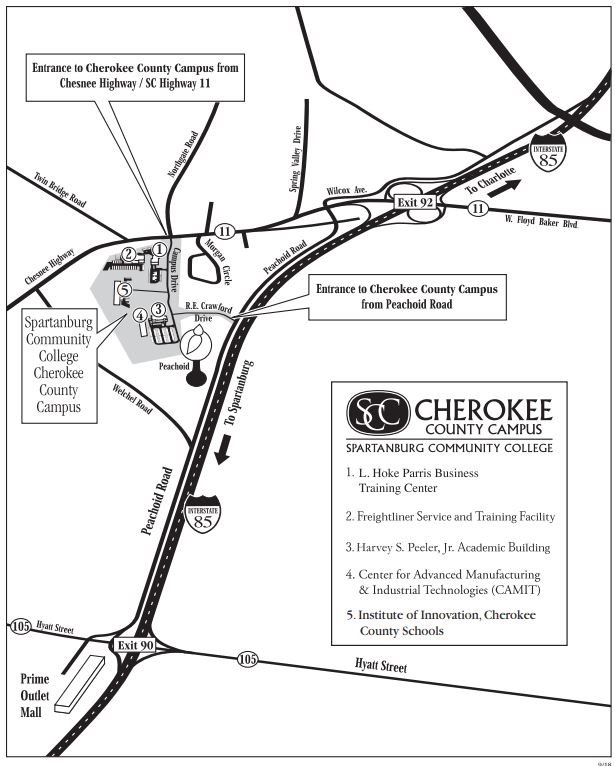 Entrance to Cherokee County Campus from
Chesnee Highway / SC Highway 11
INTERSTATE
85
Northgate Road
Spring Valley Drive
Twin Bridge Road
Wilcox Ave.
To Charlotte
Exit 92
11
W. Floyd Baker Blvd.
11
Chesnee Highway
Morgan
Circle
Peachoid Road
Campus Drive
1
2
5
3
4
R.E. Crawford
Drive
Entrance to Cherokee County Campus
from Peachoid Road
Spartanburg
Community
College
Cherokee
County
Campus
Peachoid
Welchel Road
To Spartanburg
Peachoid Road
INTERSTATE
85
SCC
CHEROKEE
COUNTY CAMPUS
SPARTANBURG COMMUNITY COLLEGE
1. L. Hoke Parris Business
Training Center
2. Freightliner Service and Training Facility
3. Harvey S. Peeler, Jr. Academic Building
4. Center for Advanced Manufacturing
& Industrial Technologies (CAMIT)
5. Institute of Innovation, Cherokee
County Schools
105
Hyatt Street
Exit 90
105
Hyatt Street
Prime
Outlet
Mall
9/18